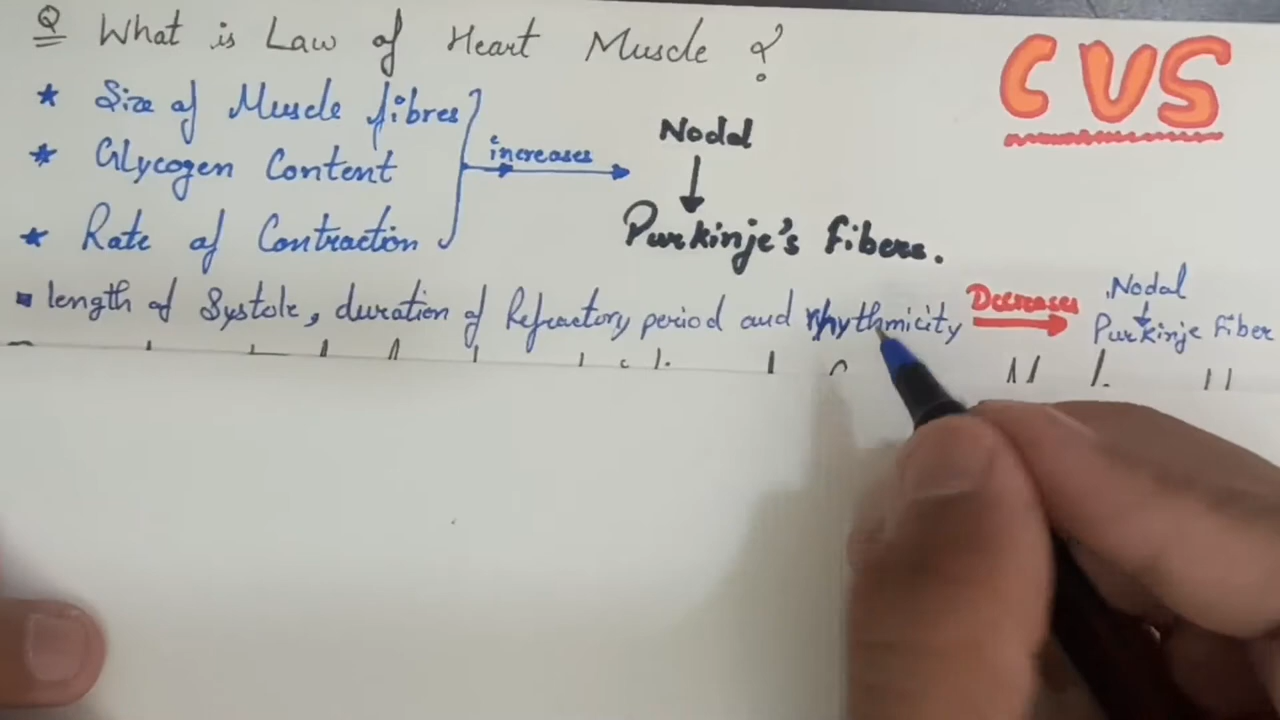 Q What is Law of Heart Muscle ?
CVS
★ Size of Muscle fibres
★ Glycogen Content
★ Rate of Contraction
increases
Nodal
↓
Purkinje's Fibers.
▪ length of Systole, duration of Refractory period and rhythmicity
Decreases
Nodal
↓
Purkinje Fiber